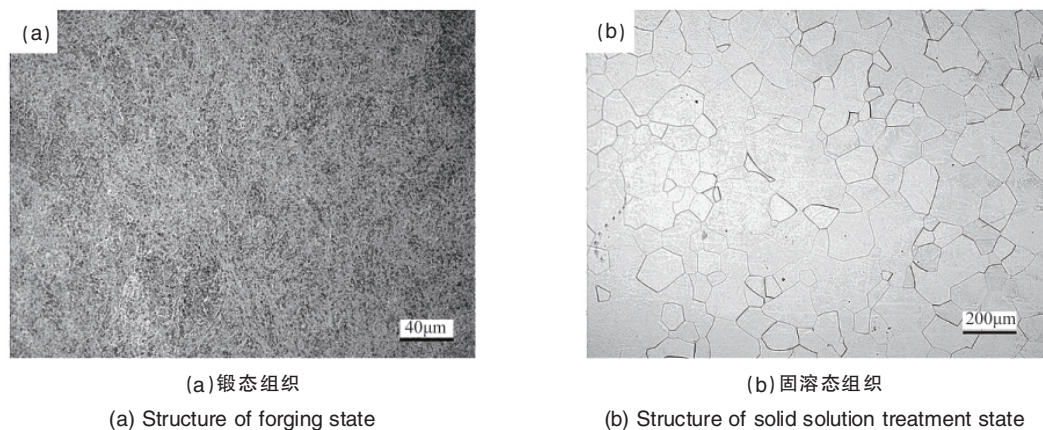 (a)
(b)
40μm
200μm
(a)锻态组织
(b)固溶态组织
(a) Structure of forging state
(b) Structure of solid solution treatment state